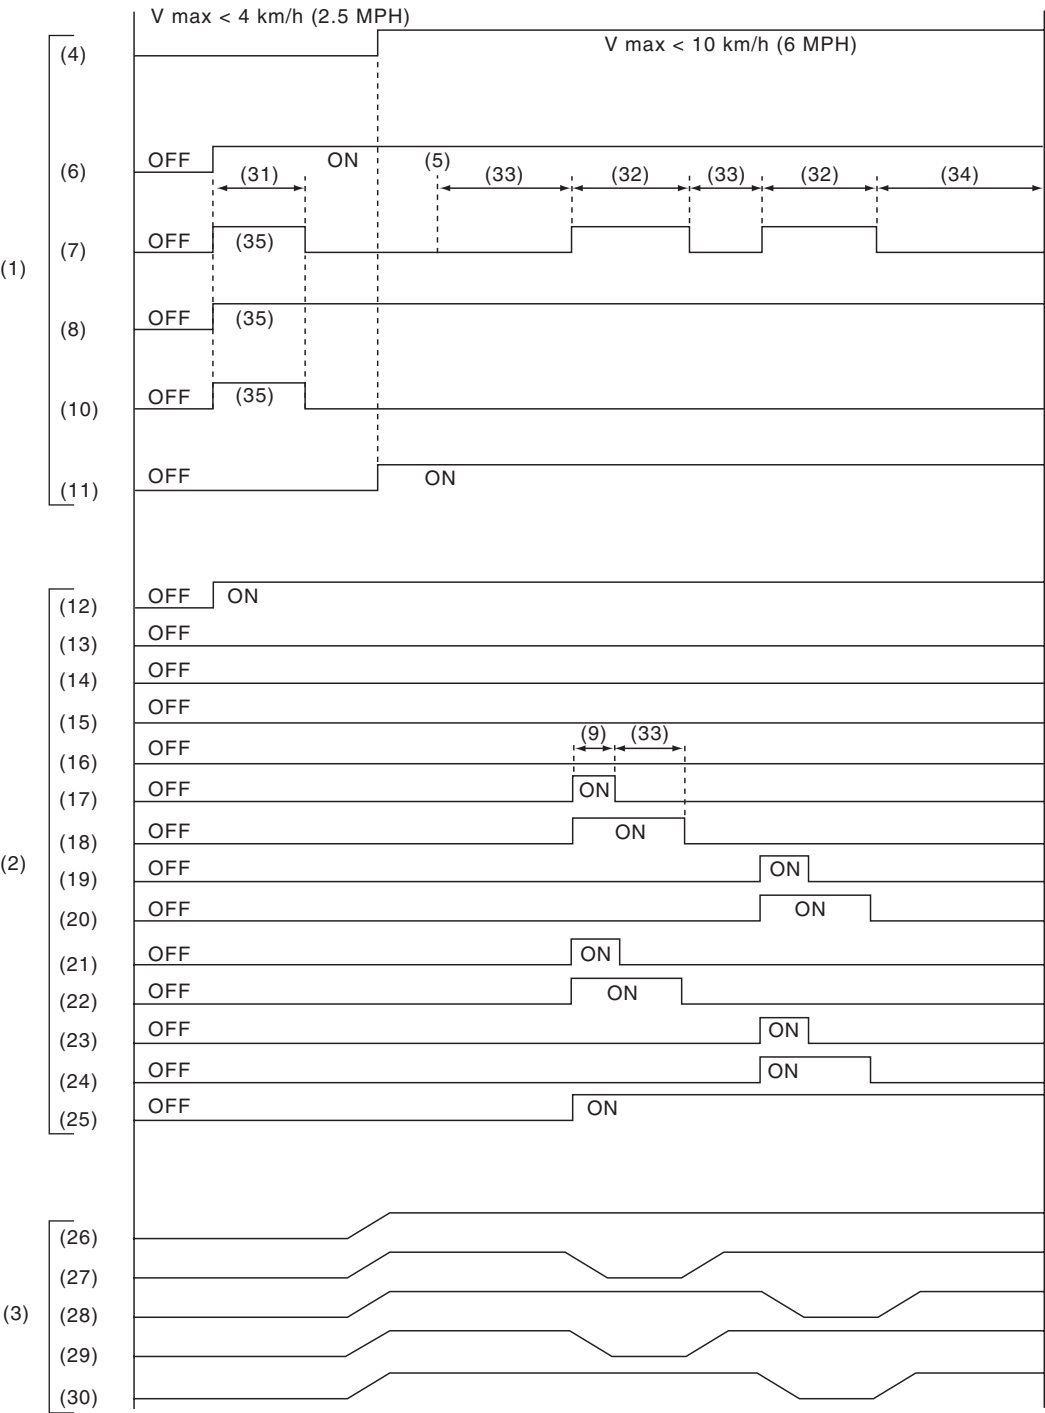 V max < 4 km/h (2.5 MPH)
(4) V max < 10 km/h (6 MPH)
(6) OFF ON (5)
(31) (33) (32) (33) (32) (34)
(7) OFF (35)
(1)
(8) OFF (35)
(10) OFF (35)
(11) OFF ON
(12) OFF ON
(13) OFF
(14) OFF
(15) OFF
(9) (33)
(16) OFF
(17) OFF ON
(18) OFF ON
(2)
(19) OFF ON
(20) OFF ON
(21) OFF ON
(22) OFF ON
(23) OFF ON
(24) OFF ON
(25) OFF ON
(26)
(27)
(3) (28)
(29)
(30)